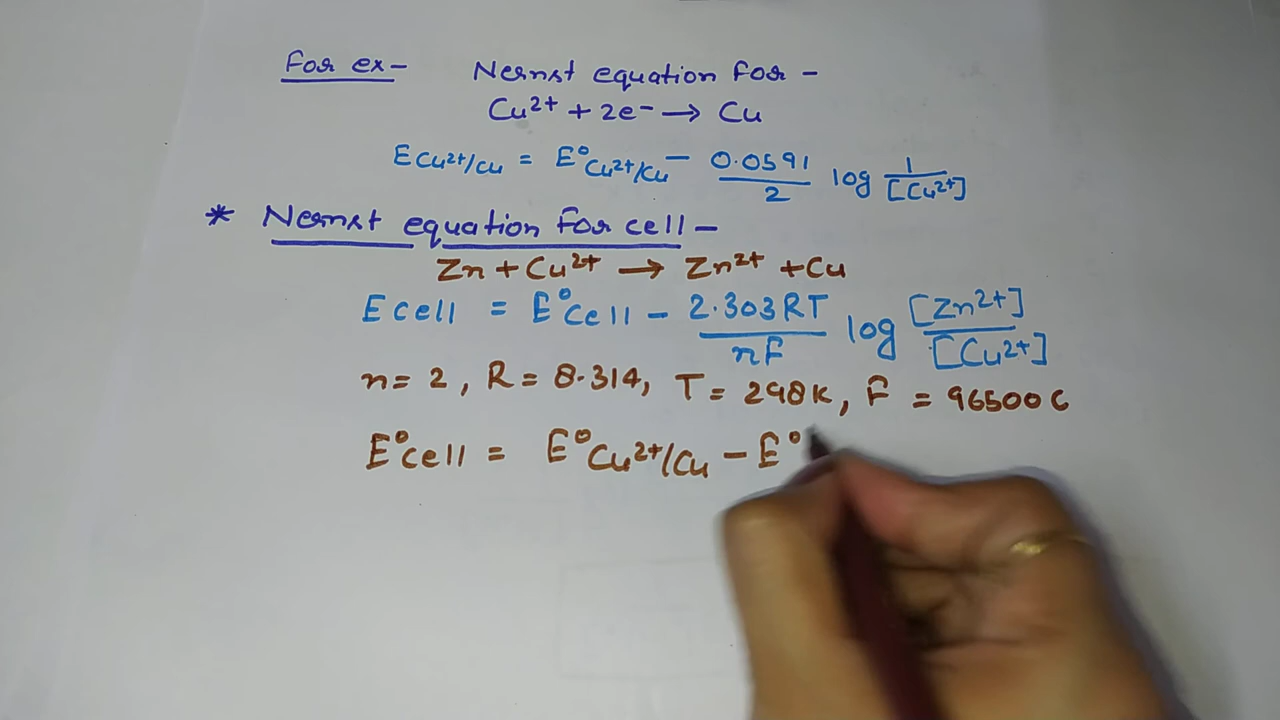 For ex- Nernst equation for -
Cu²⁺ + 2e⁻ → Cu
E Cu²⁺/Cu = E° Cu²⁺/Cu - 0.0591/2 log 1/[Cu²⁺]
* Nernst equation for cell -
Zn + Cu²⁺ → Zn²⁺ + Cu
E cell = E° cell - 2.303RT/nF log [Zn²⁺]/[Cu²⁺]
n = 2, R = 8.314, T = 298K, F = 96500 C
E° cell = E° Cu²⁺/Cu - E°